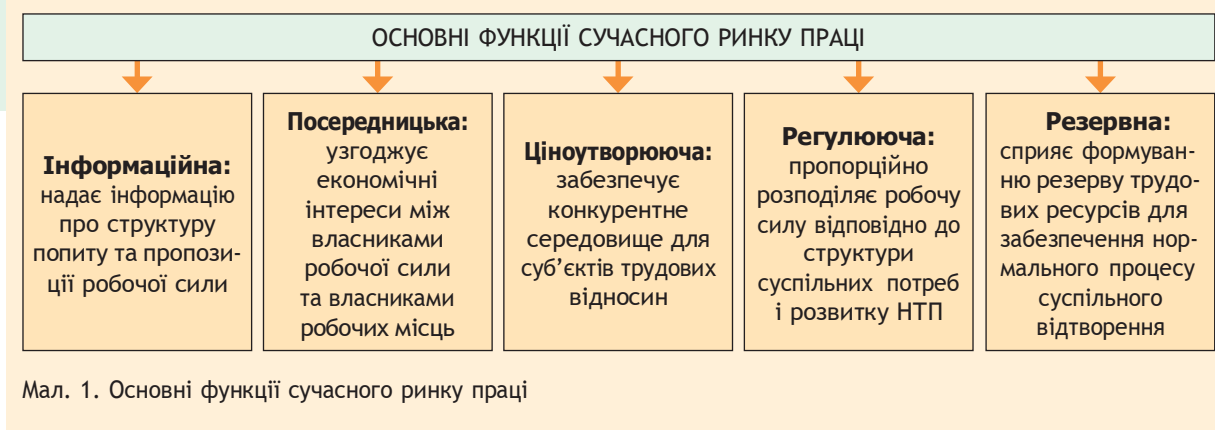 ОСНОВНІ ФУНКЦІЇ СУЧАСНОГО РИНКУ ПРАЦІ
Інформаційна:
надає інформацію
про структуру
попиту та пропози-
ції робочої сили
Посередницька:
узгоджує
економічні
інтереси між
власниками
робочої сили
та власниками
робочих місць
Ціноутворююча:
забезпечує
конкурентне
середовище для
суб’єктів трудових
відносин
Регулююча:
пропорційно
розподіляє робочу
силу відповідно до
структури
суспільних потреб
і розвитку НТП
Резервна:
сприяє формуван-
ню резерву трудо-
вих ресурсів для
забезпечення нор-
мального процесу
суспільного
відтворення
Мал. 1. Основні функції сучасного ринку праці